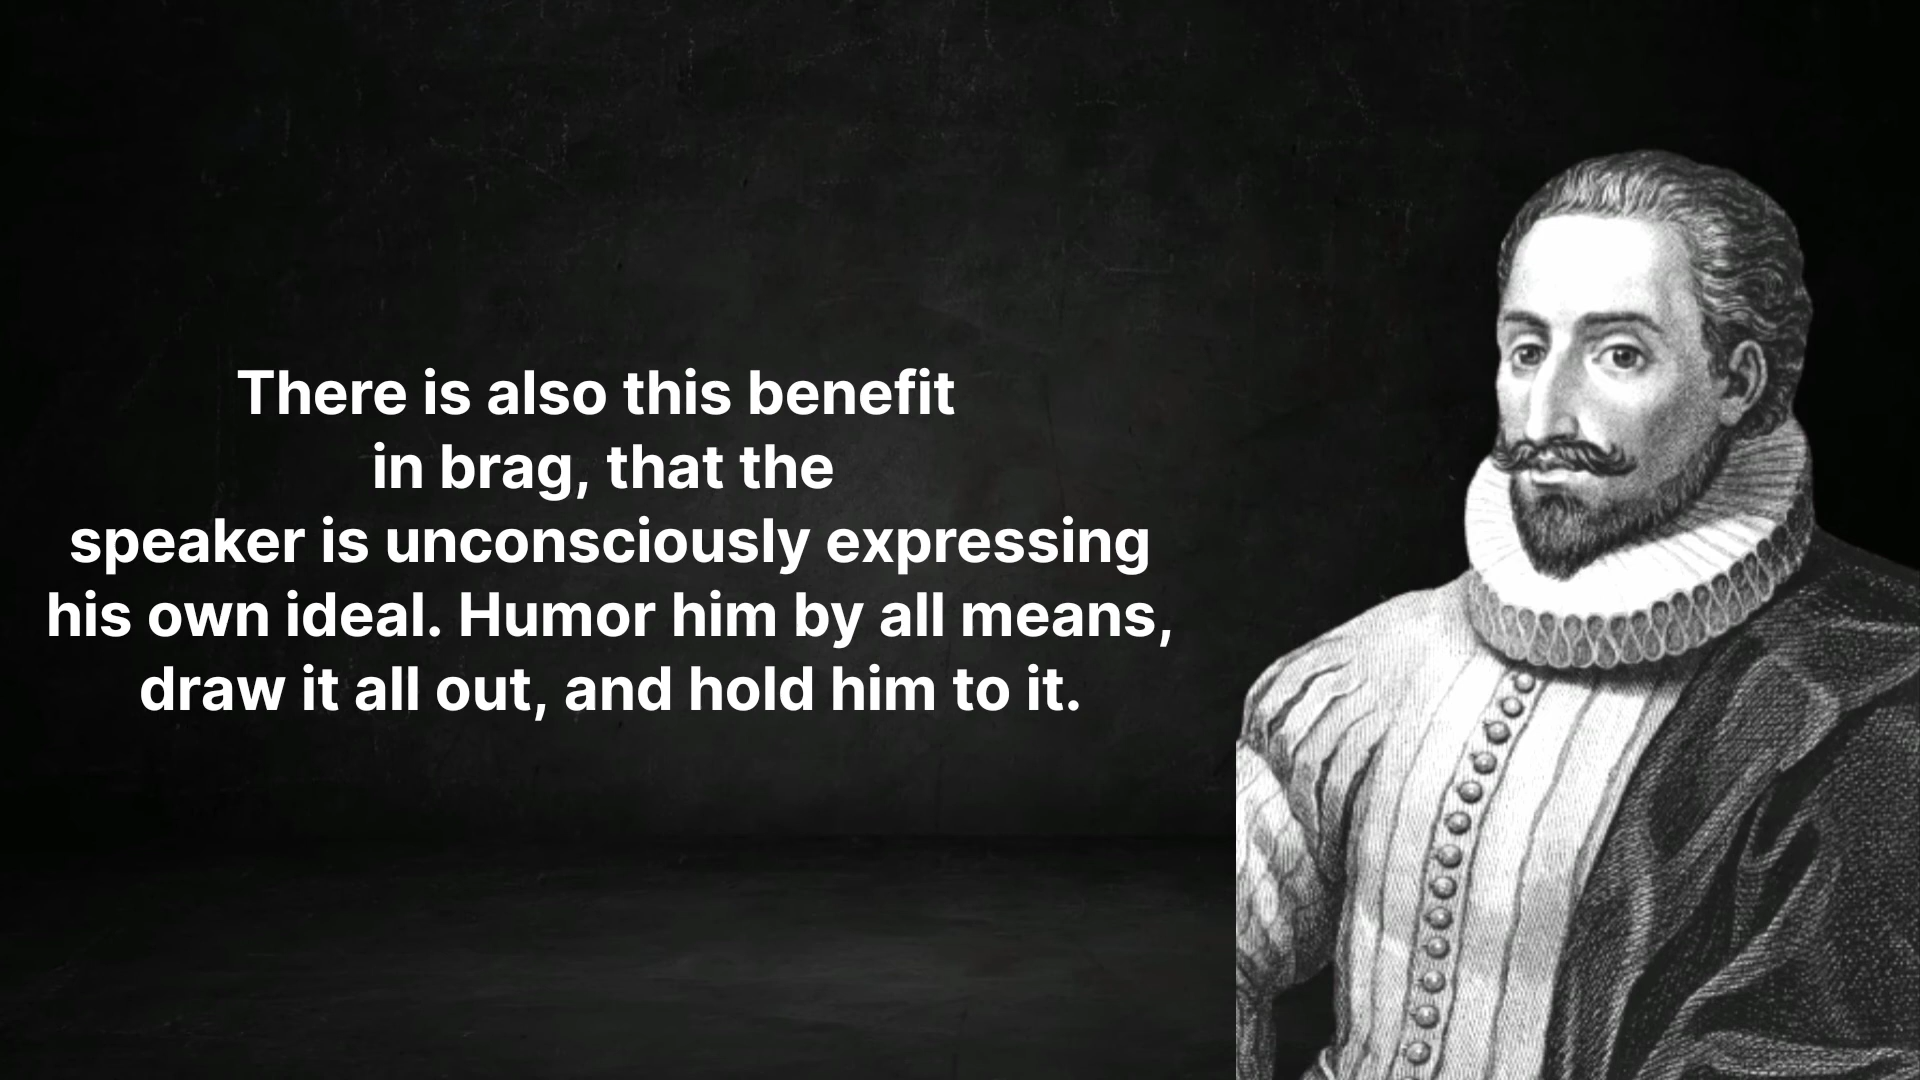 There is also this benefit
in brag, that the
speaker is unconsciously expressing
his own ideal. Humor him by all means,
draw it all out, and hold him to it.